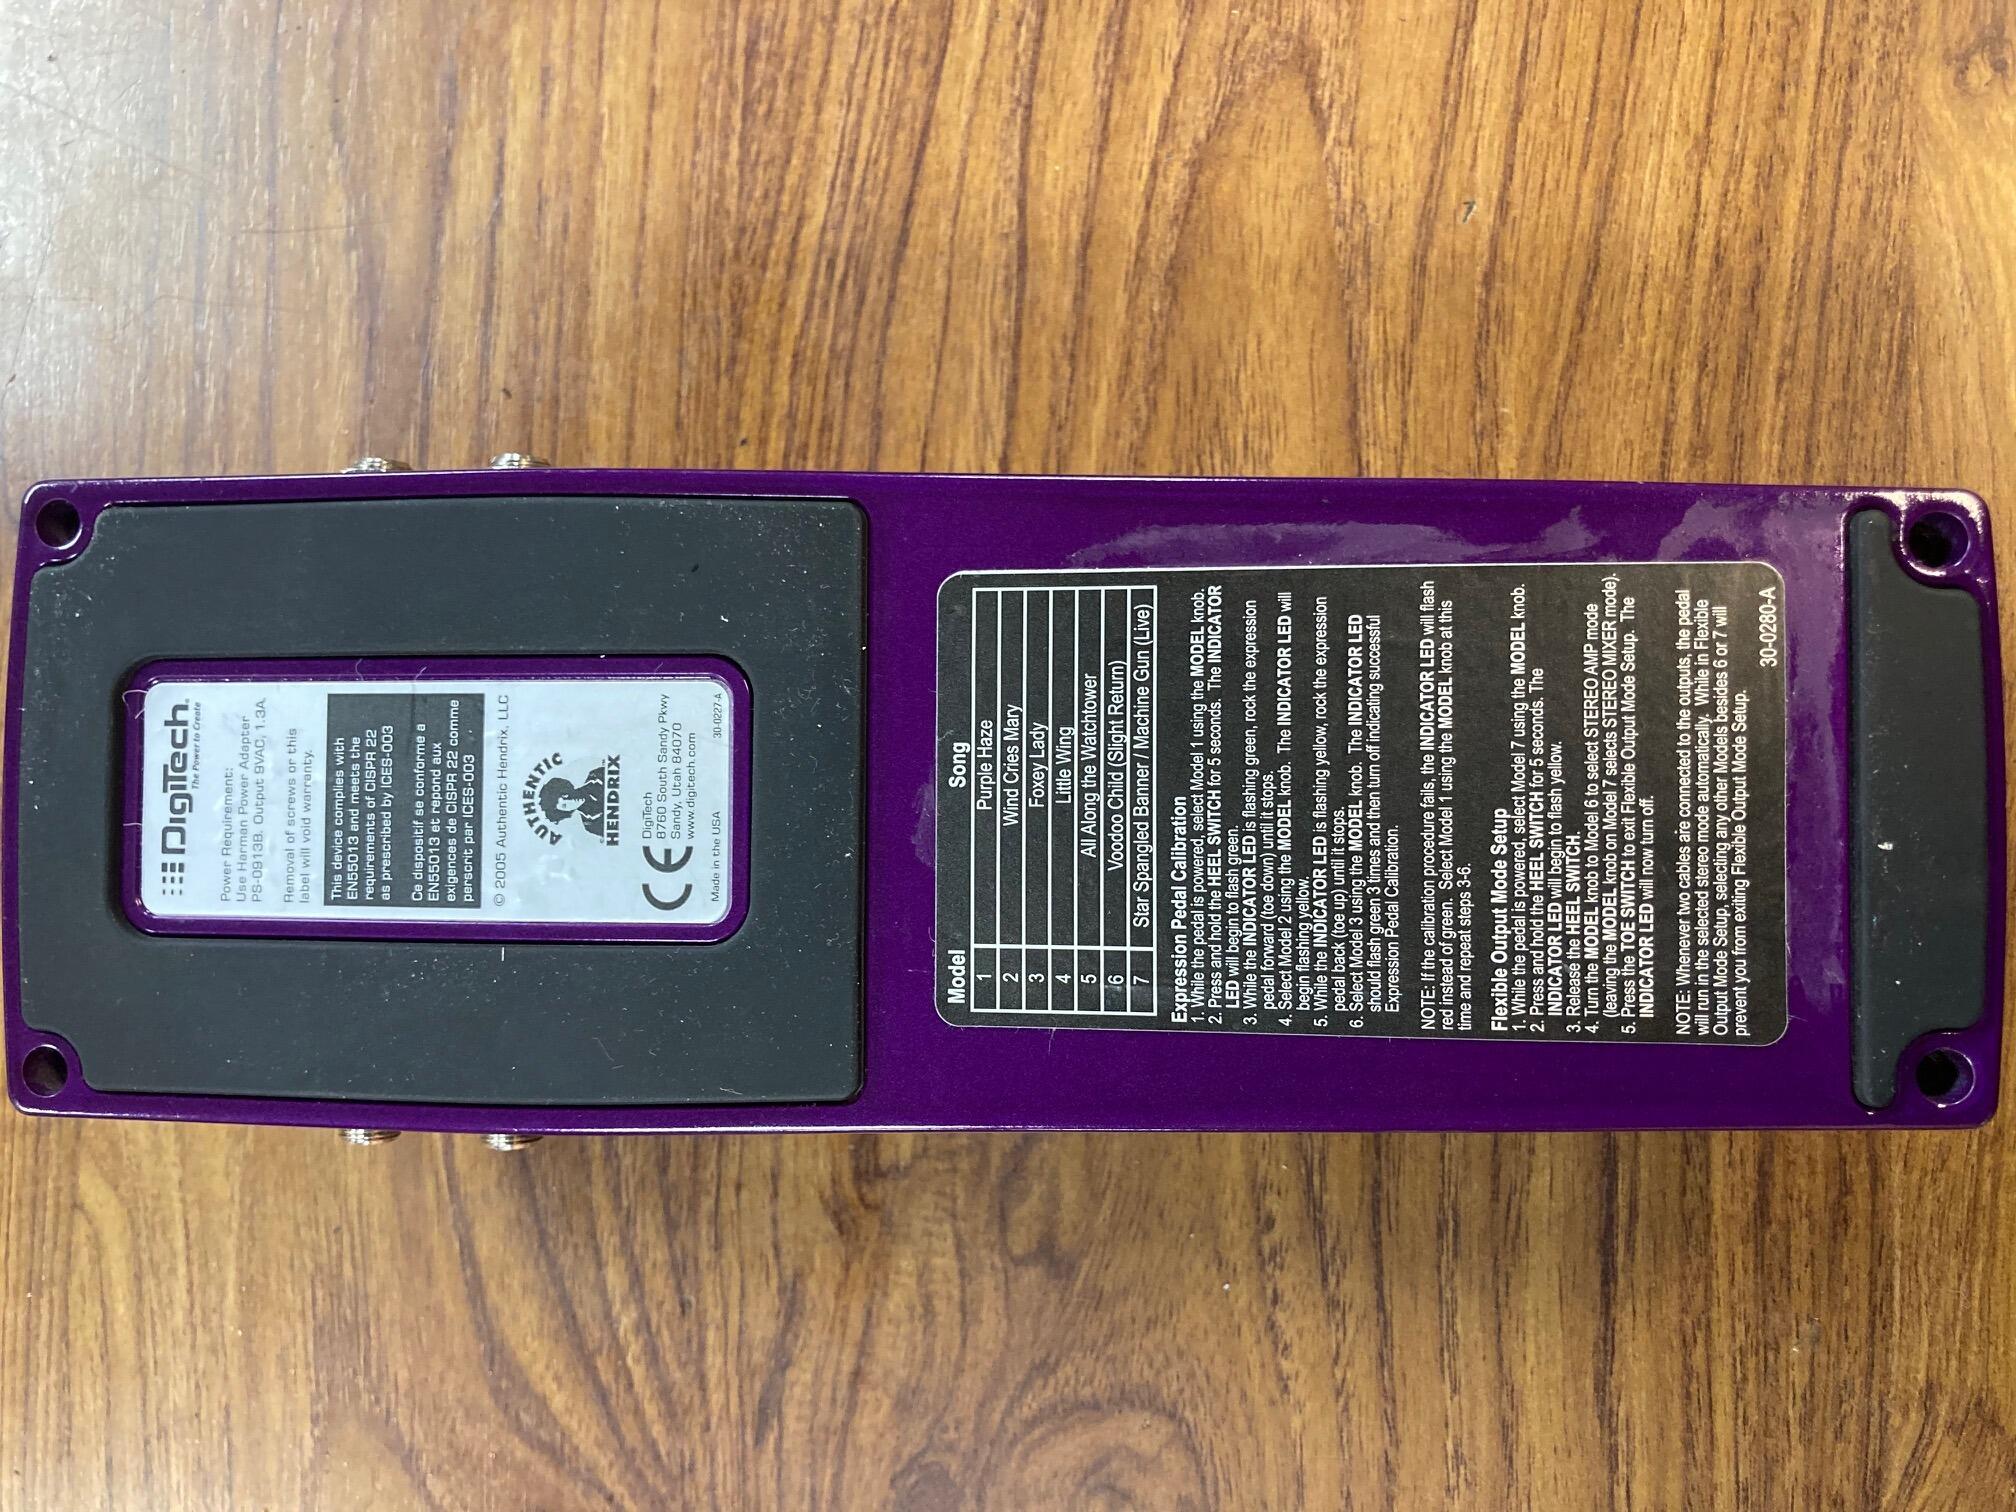 DigiTech®
The Power to Create
Power Requirement:
Use Harman Power Adapter
PS-0913B. Output 9VAC, 1.3A.
Removal of screws or this
label will void warranty.
This device complies with
EN55013 and meets the
requirements of CISPR 22
as prescribed by ICES-003
Ce dispositif se conforme a
EN55013 et repond aux
exigences de CISPR 22 comme
perscrit par ICES-003
© 2005 Authentic Hendrix, LLC
AUTHENTIC
HENDRIX
CE
DigiTech
8760 South Sandy Pkwy
Sandy, Utah 84070
www.digitech.com
Made in the USA 30-0227-A
Model Song
1 Purple Haze
2 Wind Cries Mary
3 Foxey Lady
4 Little Wing
5 All Along the Watchtower
6 Voodoo Child (Slight Return)
7 Star Spangled Banner / Machine Gun (Live)
Expression Pedal Calibration
1. While the pedal is powered, select Model 1 using the MODEL knob.
2. Press and hold the HEEL SWITCH for 5 seconds. The INDICATOR
LED will begin to flash green.
3. While the INDICATOR LED is flashing green, rock the expression
pedal forward (toe down) until it stops.
4. Select Model 2 using the MODEL knob. The INDICATOR LED will
begin flashing yellow.
5. While the INDICATOR LED is flashing yellow, rock the expression
pedal back (toe up) until it stops.
6. Select Model 3 using the MODEL knob. The INDICATOR LED
should flash green 3 times and then turn off indicating successful
Expression Pedal Calibration.
NOTE: If the calibration procedure fails, the INDICATOR LED will flash
red instead of green. Select Model 1 using the MODEL knob at this
time and repeat steps 3-6.
Flexible Output Mode Setup
1. While the pedal is powered, select Model 7 using the MODEL knob.
2. Press and hold the HEEL SWITCH for 5 seconds. The
INDICATOR LED will begin to flash yellow.
3. Release the HEEL SWITCH.
4. Turn the MODEL knob to Model 6 to select STEREO AMP mode
(leaving the MODEL knob on Model 7 selects STEREO MIXER mode).
5. Press the TOE SWITCH to exit Flexible Output Mode Setup. The
INDICATOR LED will now turn off.
NOTE: Whenever two cables are connected to the outputs, the pedal
will run in the selected stereo mode automatically. While in Flexible
Output Mode Setup, selecting any other Models besides 6 or 7 will
prevent you from exiting Flexible Output Mode Setup.
30-0280-A